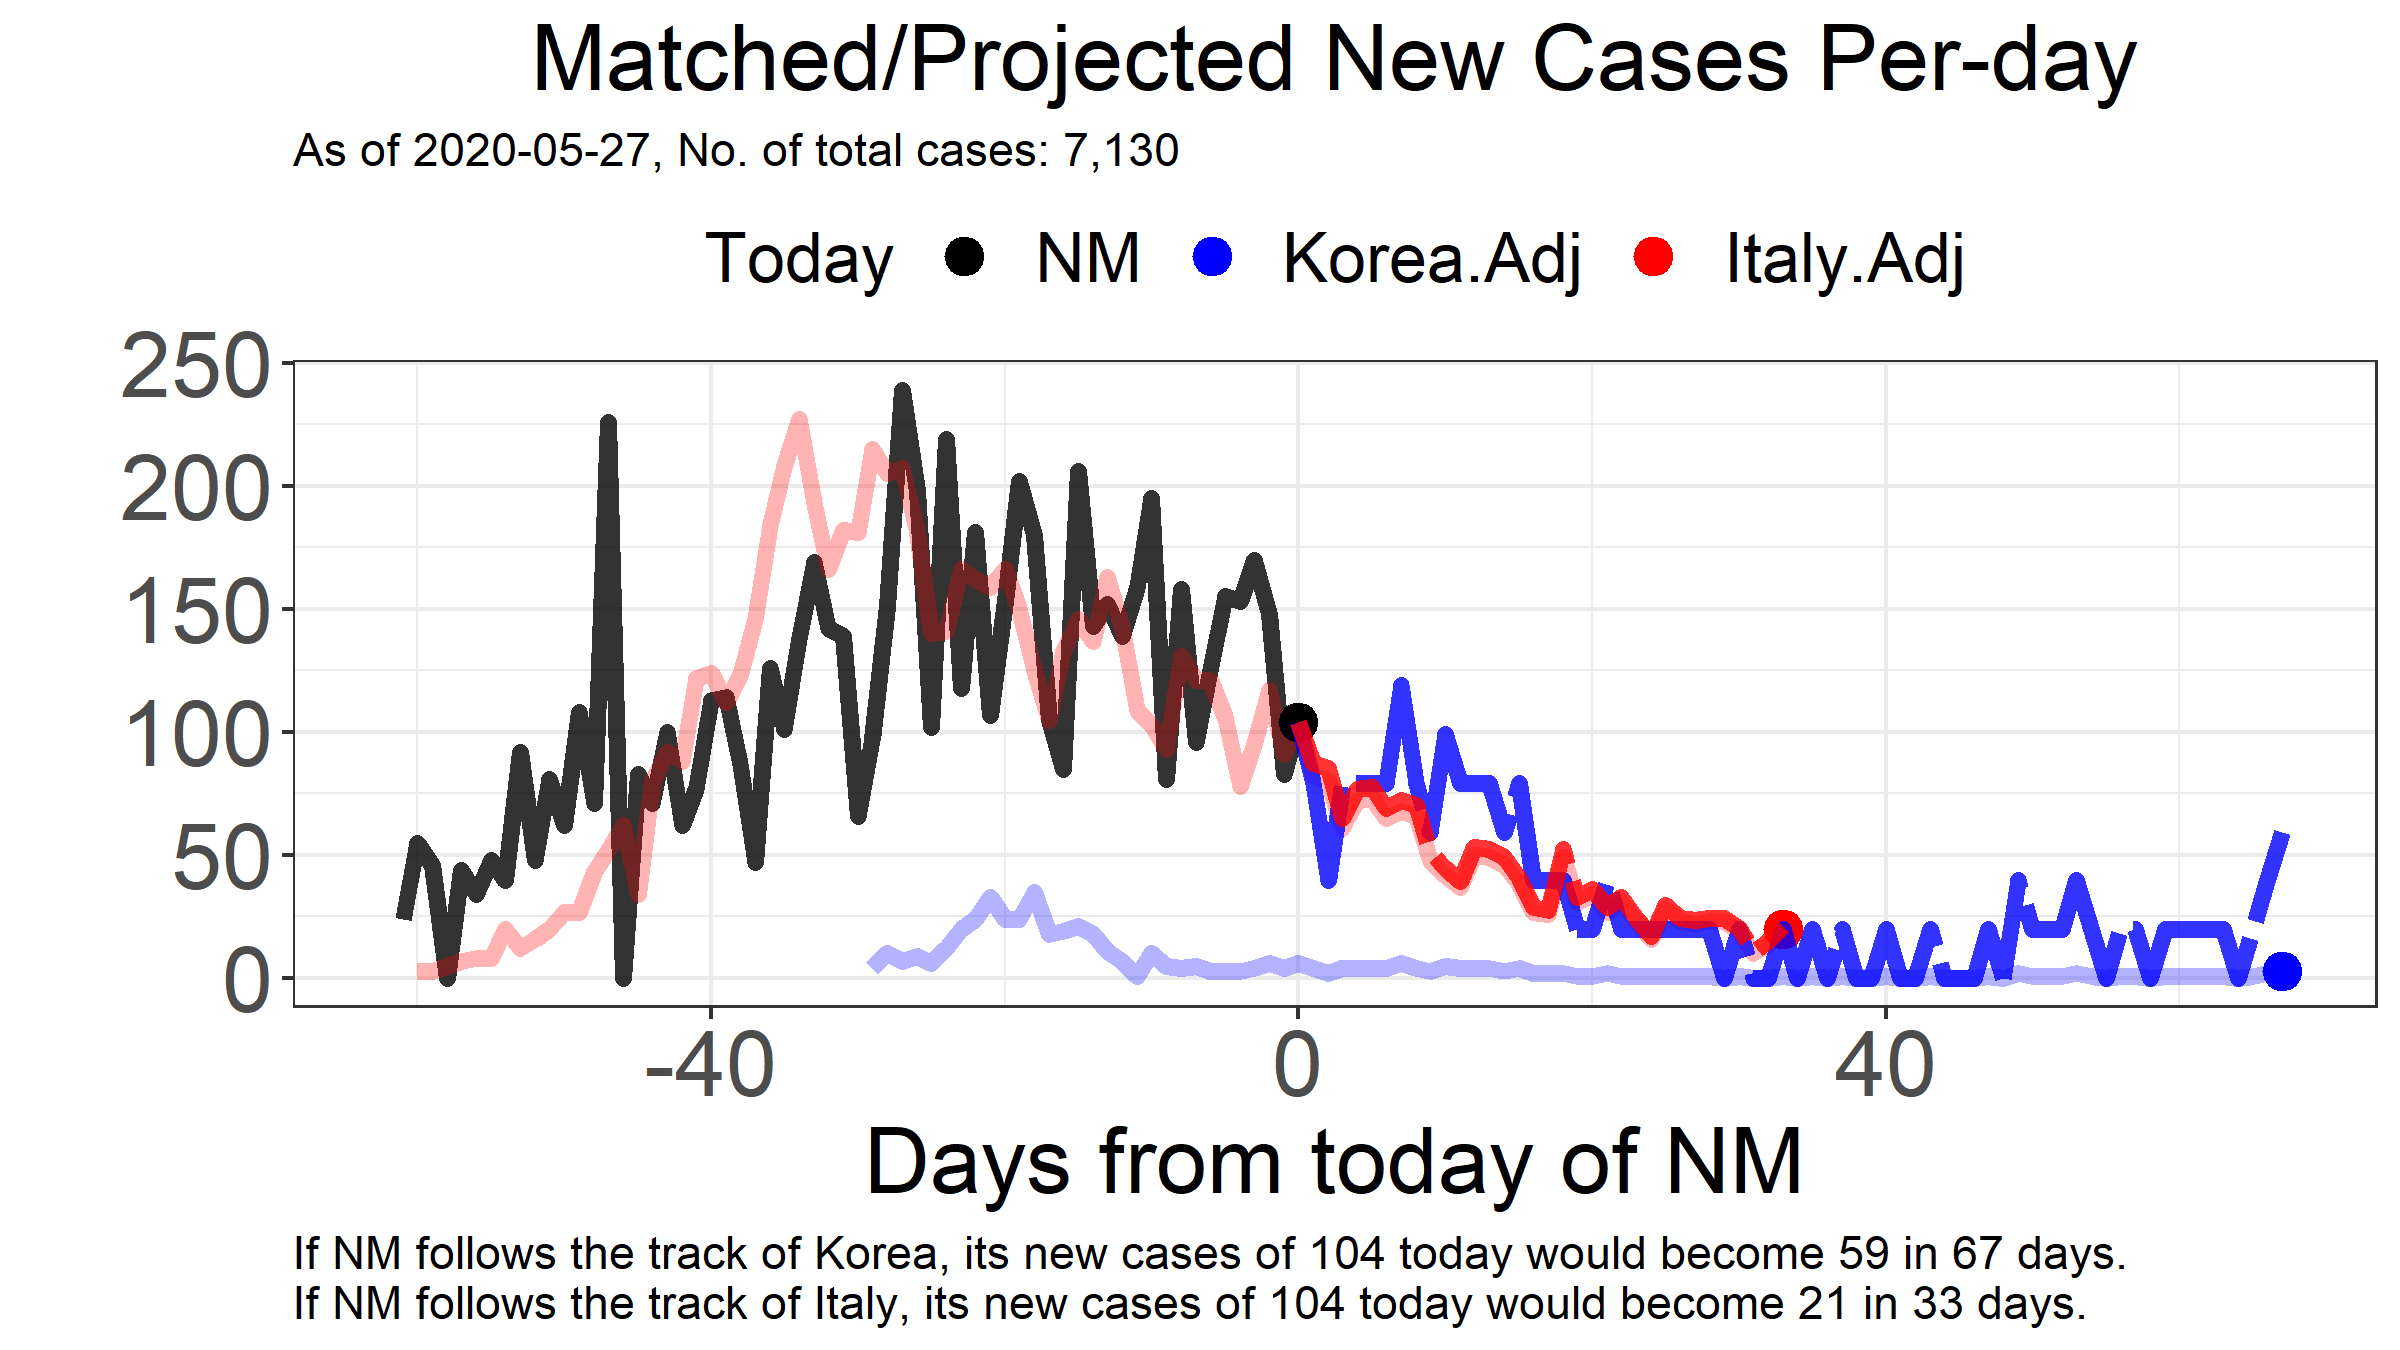 Matched/Projected New Cases Per-day
As of 2020-05-27, No. of total cases: 7,130
Today NM Korea.Adj Italy.Adj
250
200
150
100
50
0
-40 0 40
Days from today of NM
If NM follows the track of Korea, its new cases of 104 today would become 59 in 67 days.
If NM follows the track of Italy, its new cases of 104 today would become 21 in 33 days.